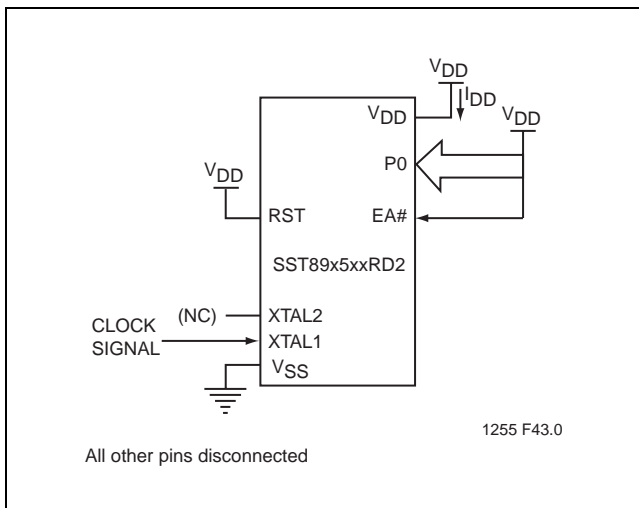 VDD
IDD
VDD
VDD
P0
VDD
RST
EA#
SST89x5xxRD2
(NC)
XTAL2
CLOCK
SIGNAL
XTAL1
VSS
1255 F43.0
All other pins disconnected